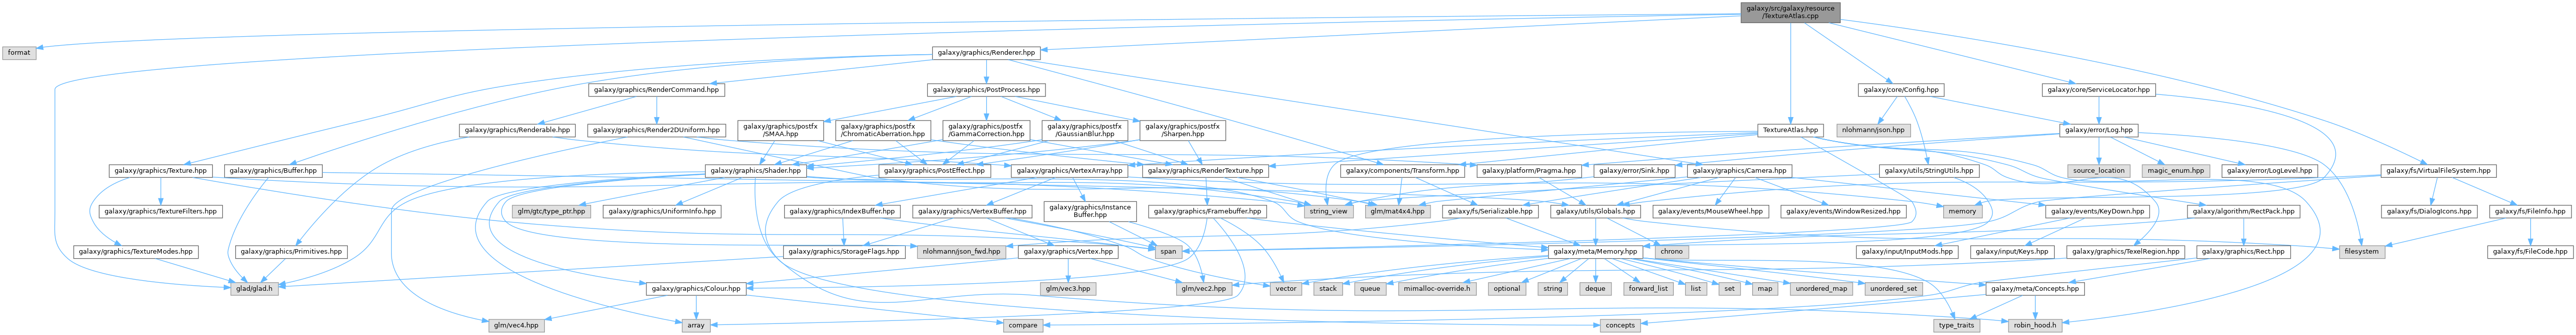 galaxy/src/galaxy/resource
/TextureAtlas.cpp
format
galaxy/graphics/Renderer.hpp
galaxy/graphics/RenderCommand.hpp
galaxy/graphics/PostProcess.hpp
galaxy/core/Config.hpp
galaxy/core/ServiceLocator.hpp
galaxy/graphics/Renderable.hpp
galaxy/graphics/Render2DUniform.hpp
galaxy/graphics/postfx
/SMAA.hpp
galaxy/graphics/postfx
/ChromaticAberration.hpp
galaxy/graphics/postfx
/GammaCorrection.hpp
galaxy/graphics/postfx
/GaussianBlur.hpp
galaxy/graphics/postfx
/Sharpen.hpp
TextureAtlas.hpp
nlohmann/json.hpp
galaxy/error/Log.hpp
galaxy/graphics/Texture.hpp
galaxy/graphics/Buffer.hpp
galaxy/graphics/Shader.hpp
galaxy/graphics/PostEffect.hpp
galaxy/graphics/VertexArray.hpp
galaxy/graphics/RenderTexture.hpp
galaxy/components/Transform.hpp
galaxy/graphics/Camera.hpp
galaxy/platform/Pragma.hpp
galaxy/error/Sink.hpp
galaxy/utils/StringUtils.hpp
source_location
magic_enum.hpp
galaxy/error/LogLevel.hpp
galaxy/fs/VirtualFileSystem.hpp
galaxy/graphics/TextureFilters.hpp
glm/gtc/type_ptr.hpp
galaxy/graphics/UniformInfo.hpp
galaxy/graphics/IndexBuffer.hpp
galaxy/graphics/VertexBuffer.hpp
galaxy/graphics/Instance
Buffer.hpp
galaxy/graphics/Framebuffer.hpp
string_view
glm/mat4x4.hpp
galaxy/fs/Serializable.hpp
galaxy/utils/Globals.hpp
galaxy/events/MouseWheel.hpp
galaxy/events/WindowResized.hpp
memory
galaxy/events/KeyDown.hpp
galaxy/algorithm/RectPack.hpp
galaxy/fs/DialogIcons.hpp
galaxy/fs/FileInfo.hpp
galaxy/graphics/TextureModes.hpp
galaxy/graphics/Primitives.hpp
galaxy/graphics/StorageFlags.hpp
nlohmann/json_fwd.hpp
galaxy/graphics/Vertex.hpp
span
galaxy/meta/Memory.hpp
chrono
galaxy/input/InputMods.hpp
galaxy/input/Keys.hpp
galaxy/graphics/TexelRegion.hpp
galaxy/graphics/Rect.hpp
filesystem
galaxy/fs/FileCode.hpp
glad/glad.h
galaxy/graphics/Colour.hpp
glm/vec3.hpp
glm/vec2.hpp
vector
stack
queue
mimalloc-override.h
optional
string
deque
forward_list
list
set
map
unordered_map
unordered_set
galaxy/meta/Concepts.hpp
glm/vec4.hpp
array
compare
concepts
type_traits
robin_hood.h